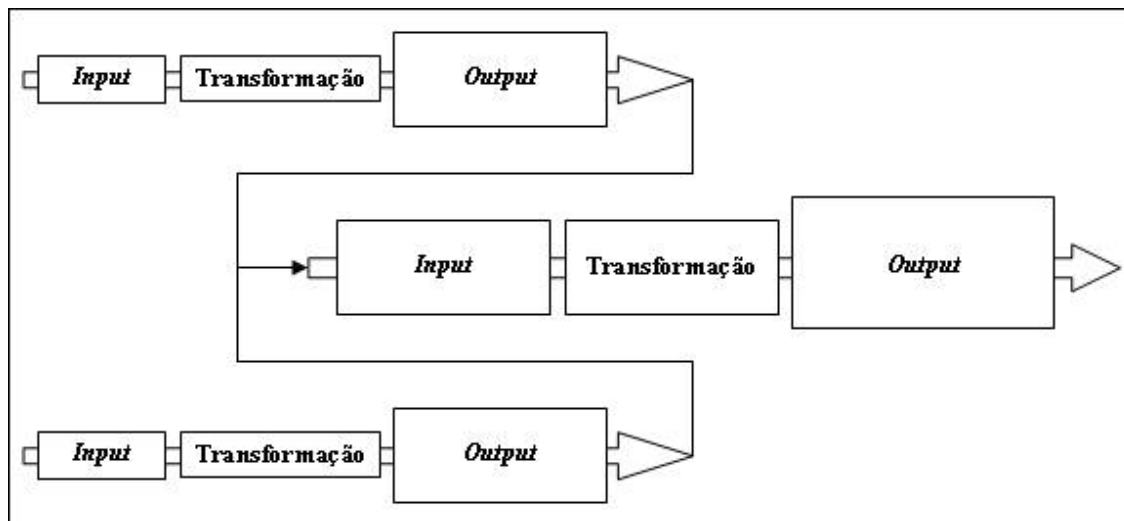 Input
Transformação
Output
Input
Transformação
Output
Input
Transformação
Output